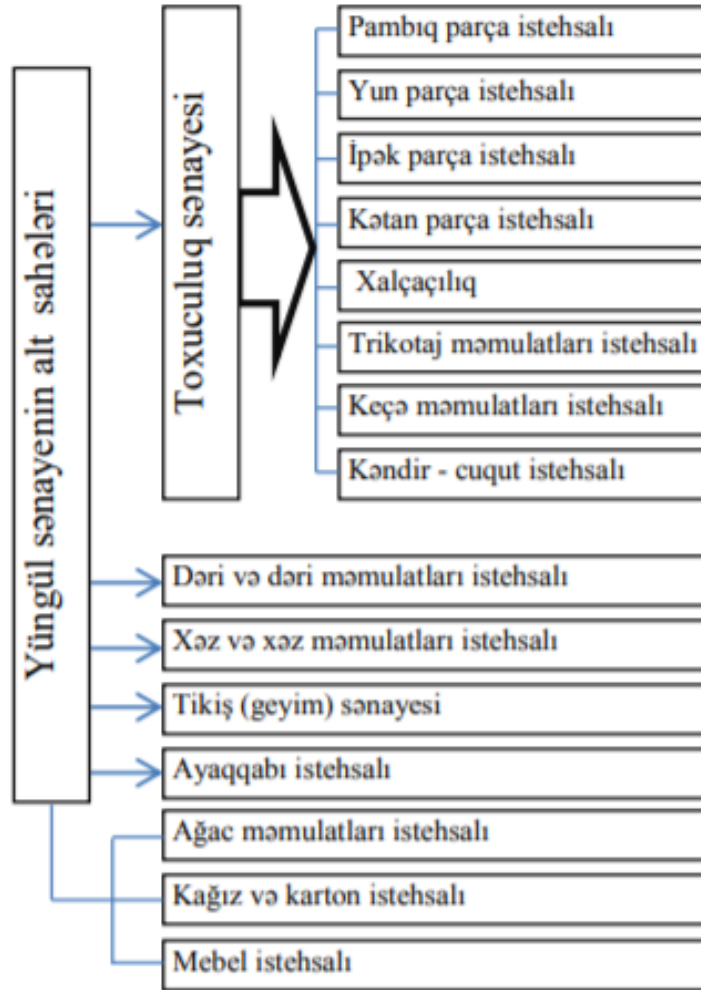 Yüngül sənayenin alt sahələri
Toxuculuq sənayesi
Pambıq parça istehsalı
Yun parça istehsalı
İpək parça istehsalı
Kətan parça istehsalı
Xalçaçılıq
Trikotaj məmulatları istehsalı
Keçə məmulatları istehsalı
Kəndir - cuqut istehsalı
Dəri və dəri məmulatları istehsalı
Xəz və xəz məmulatları istehsalı
Tikiş (geyim) sənayesi
Ayaqqabı istehsalı
Ağac məmulatları istehsalı
Kağız və karton istehsalı
Mebel istehsalı